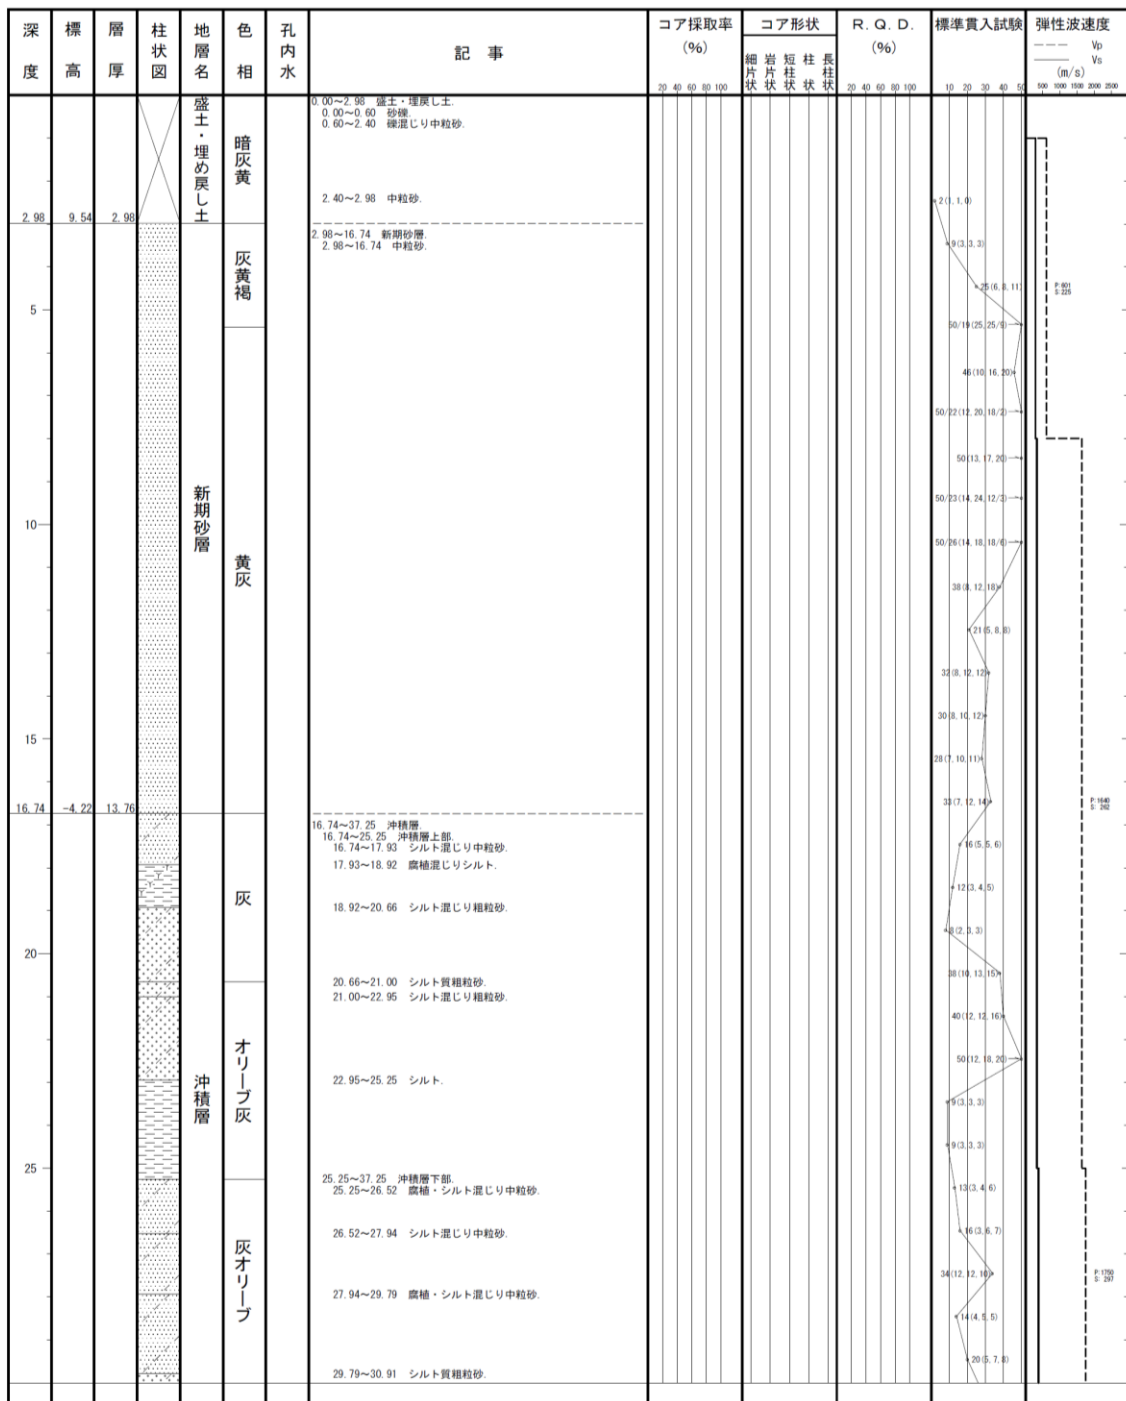 深度
標高
層厚
柱状図
地層名
色相
孔内水
記 事
コア採取率
(%)
20 40 60 80 100
コア形状
細片状
岩片状
短柱状
柱状
長柱状
R. Q. D.
(%)
20 40 60 80 100
標準貫入試験
10 20 30 40 50
弾性波速度
Vp
Vs
(m/s)
500 1000 1500 2000 2500
2.98 9.54 2.98
5
10
15
16.74 -4.22 13.76
20
25
盛土・埋め戻し土
新期砂層
沖積層
暗灰黄
灰黄褐
黄灰
灰
オリーブ灰
灰オリーブ
0.00～2.98 盛土・埋戻し土.
0.00～0.60 砂礫.
0.60～2.40 礫混じり中粒砂.
2.40～2.98 中粒砂.
2.98～16.74 新期砂層.
2.98～16.74 中粒砂.
16.74～37.25 沖積層.
16.74～25.25 沖積層上部.
16.74～17.93 シルト混じり中粒砂.
17.93～18.92 腐植混じりシルト.
18.92～20.66 シルト混じり粗粒砂.
20.66～21.00 シルト質粗粒砂.
21.00～22.95 シルト混じり粗粒砂.
22.95～25.25 シルト.
25.25～37.25 沖積層下部.
25.25～26.52 腐植・シルト混じり中粒砂.
26.52～27.94 シルト混じり中粒砂.
27.94～29.79 腐植・シルト混じり中粒砂.
29.79～30.91 シルト質粗粒砂.
2(1, 1, 0)
9(3, 3, 3)
25(6, 8, 11)
50/19(25, 25/9)
46(10, 16, 20)
50/22(12, 20, 18/2)
50(13, 17, 20)
50/23(14, 24, 12/3)
50/26(14, 18, 18/6)
38(8, 12, 18)
21(5, 8, 8)
32(8, 12, 12)
30(8, 10, 12)
28(7, 10, 11)
33(7, 12, 14)
16(5, 5, 6)
12(3, 4, 5)
8(2, 3, 3)
38(10, 13, 15)
40(12, 12, 16)
50(12, 18, 20)
9(3, 3, 3)
9(3, 3, 3)
13(3, 4, 6)
16(3, 6, 7)
34(12, 12, 10)
14(4, 5, 5)
20(5, 7, 8)
P:601
S:225
P:1640
S: 262
P:1750
S: 297